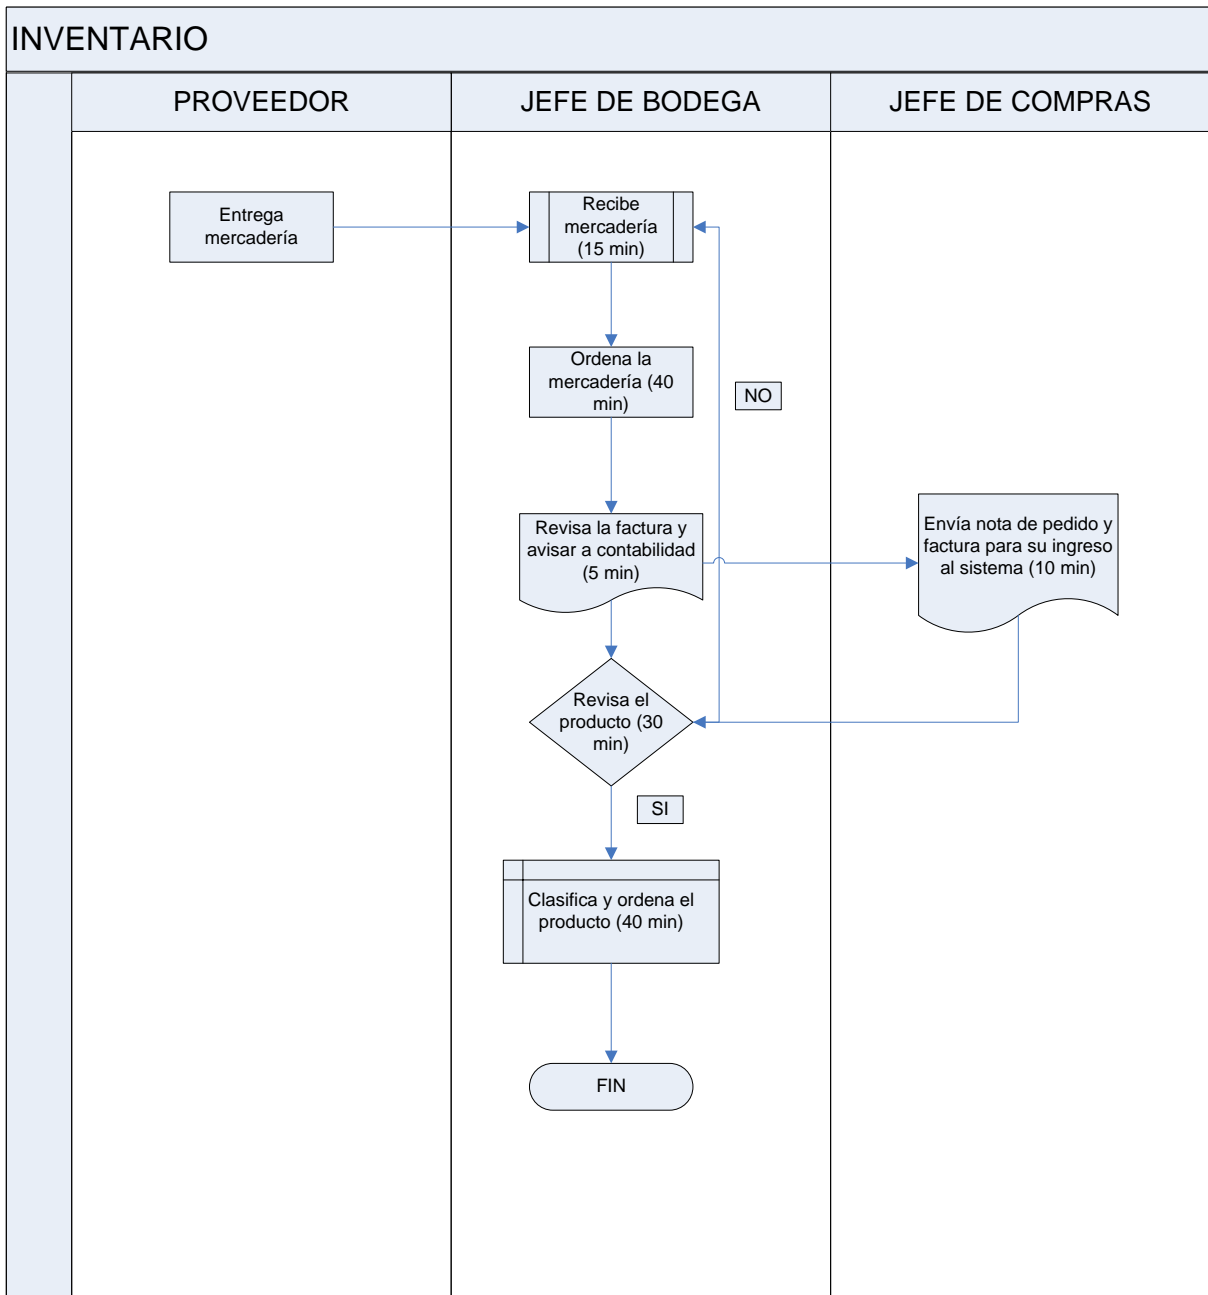 INVENTARIO
PROVEEDOR
JEFE DE BODEGA
JEFE DE COMPRAS
Entrega
mercadería
Recibe
mercadería
(15 min)
Ordena la
mercadería (40
min)
NO
Revisa la factura y
avisar a contabilidad
(5 min)
Envía nota de pedido y
factura para su ingreso
al sistema (10 min)
Revisa el
producto (30
min)
SI
Clasifica y ordena el
producto (40 min)
FIN